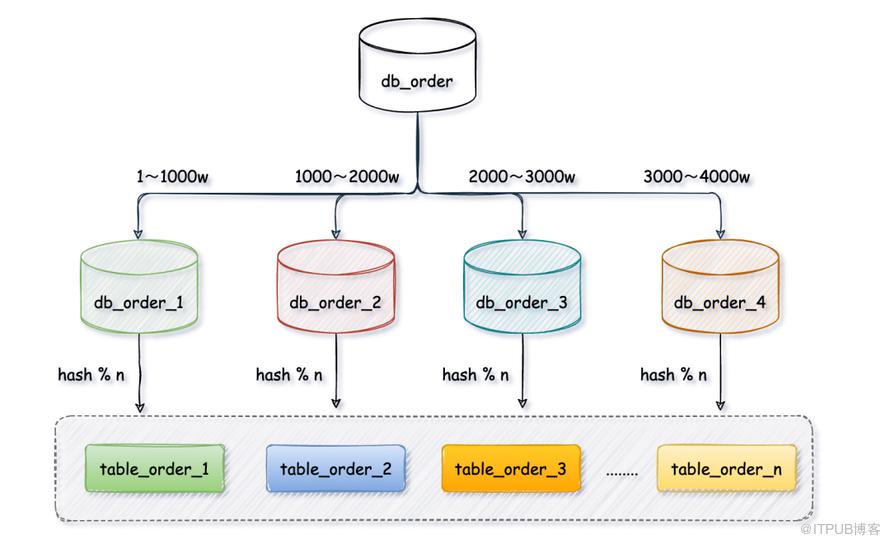 db_order
1～1000w
1000～2000w
2000～3000w
3000～4000w
db_order_1
db_order_2
db_order_3
db_order_4
hash % n
hash % n
hash % n
hash % n
table_order_1
table_order_2
table_order_3
........
table_order_n
@ITPUB博客